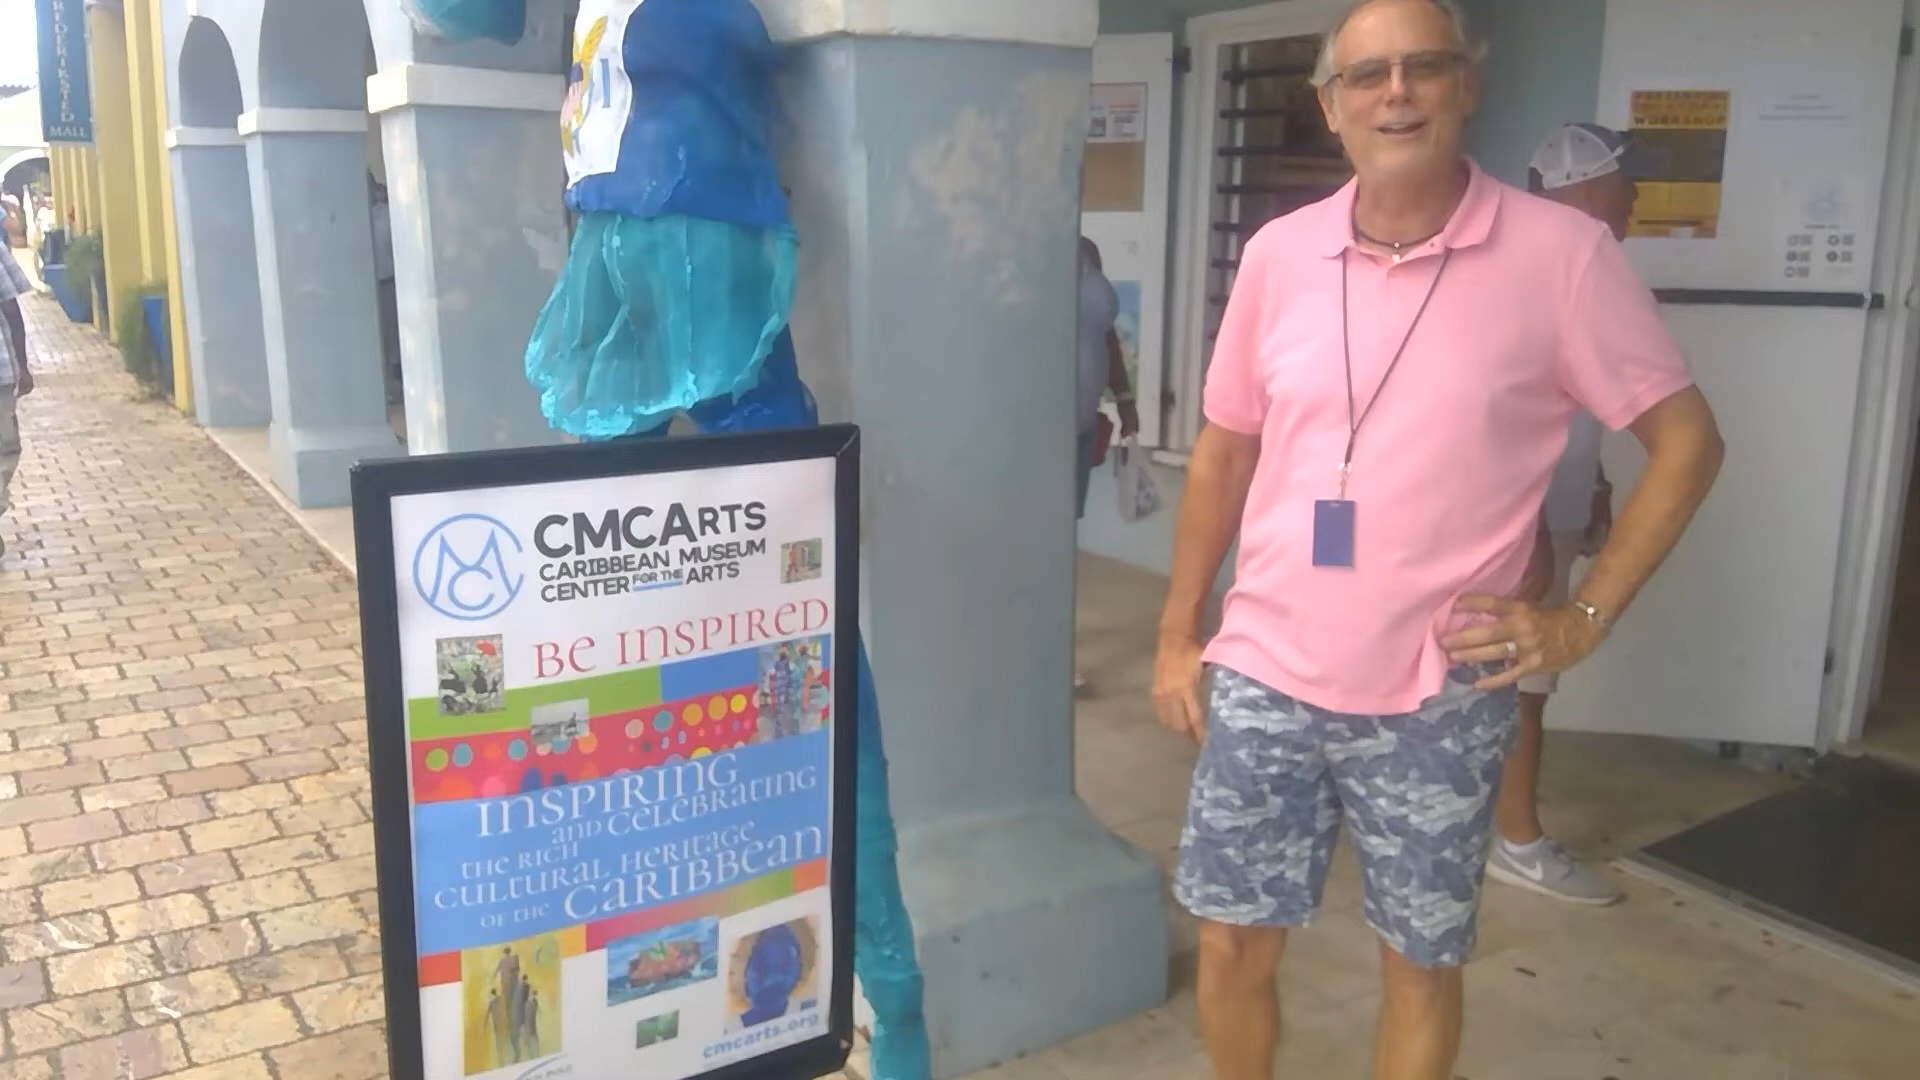 FREDERIKSTED
MALL
CMCARTS
CARIBBEAN MUSEUM
CENTER FOR THE ARTS
BE INSPIRED
INSPIRING
AND CELEBRATING
THE RICH
CULTURAL HERITAGE
OF THE CARIBBEAN
cmcarts.org
WORKSHOP